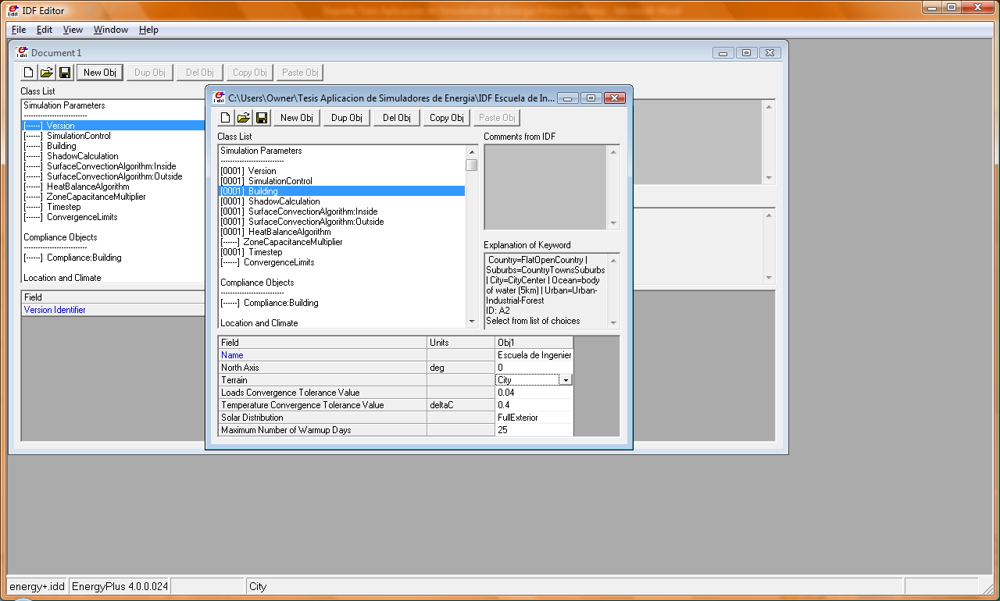 IDF Editor
File Edit View Window Help
Document1
New Obj Dup Obj Del Obj Copy Obj Paste Obj
Class List
Simulation Parameters
-------------------------
[-----] Version
[-----] SimulationControl
[-----] Building
[-----] ShadowCalculation
[-----] SurfaceConvectionAlgorithm:Inside
[-----] SurfaceConvectionAlgorithm:Outside
[-----] HeatBalanceAlgorithm
[-----] ZoneCapacitanceMultiplier
[-----] Timestep
[-----] ConvergenceLimits
Compliance Objects
-------------------------
[-----] Compliance:Building
Location and Climate
Field
Version Identifier
C:\Users\Owner\Tesis Aplicacion de Simuladores de Energia\IDF Escuela de In...
New Obj Dup Obj Del Obj Copy Obj Paste Obj
Class List
Simulation Parameters
-------------------------
[0001] Version
[0001] SimulationControl
[0001] Building
[0001] ShadowCalculation
[0001] SurfaceConvectionAlgorithm:Inside
[0001] SurfaceConvectionAlgorithm:Outside
[0001] HeatBalanceAlgorithm
[-----] ZoneCapacitanceMultiplier
[0001] Timestep
[-----] ConvergenceLimits
Compliance Objects
-------------------------
[-----] Compliance:Building
Location and Climate
Comments from IDF
Explanation of Keyword
Country=FlatOpenCountry |
Suburbs=CountryTownsSuburbs
| City=CityCenter | Ocean=body
of water (5km) | Urban=Urban-
Industrial-Forest
ID: A2
Select from list of choices
Field Units Obj1
Name Escuela de Ingenier
North Axis deg 0
Terrain City
Loads Convergence Tolerance Value 0.04
Temperature Convergence Tolerance Value deltaC 0.4
Solar Distribution FullExterior
Maximum Number of Warmup Days 25
energy+.idd EnergyPlus 4.0.0.024 City